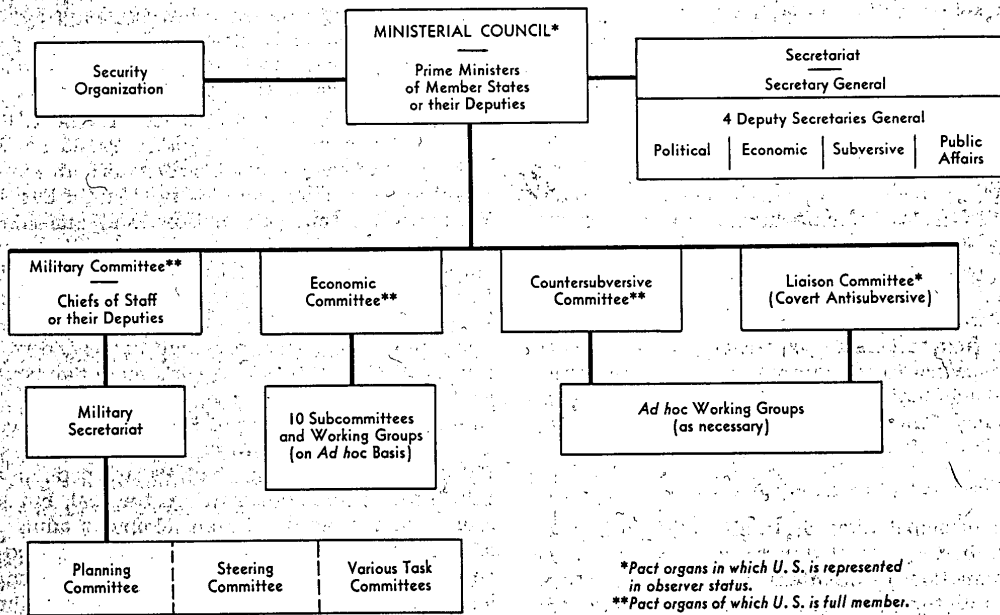 MINISTERIAL COUNCIL*
Prime Ministers
of Member States
or their Deputies
Security
Organization
Secretariat
Secretary General
4 Deputy Secretaries General
Political
Economic
Subversive
Public
Affairs
Military Committee**
Chiefs of Staff
or their Deputies
Economic
Committee**
Countersubversive
Committee**
Liaison Committee*
(Covert Antisubversive)
Military
Secretariat
10 Subcommittees
and Working Groups
(on Ad hoc Basis)
Ad hoc Working Groups
(as necessary)
Planning
Committee
Steering
Committee
Various Task
Committees
*Pact organs in which U. S. is represented
in observer status.
**Pact organs of which U. S. is full member.